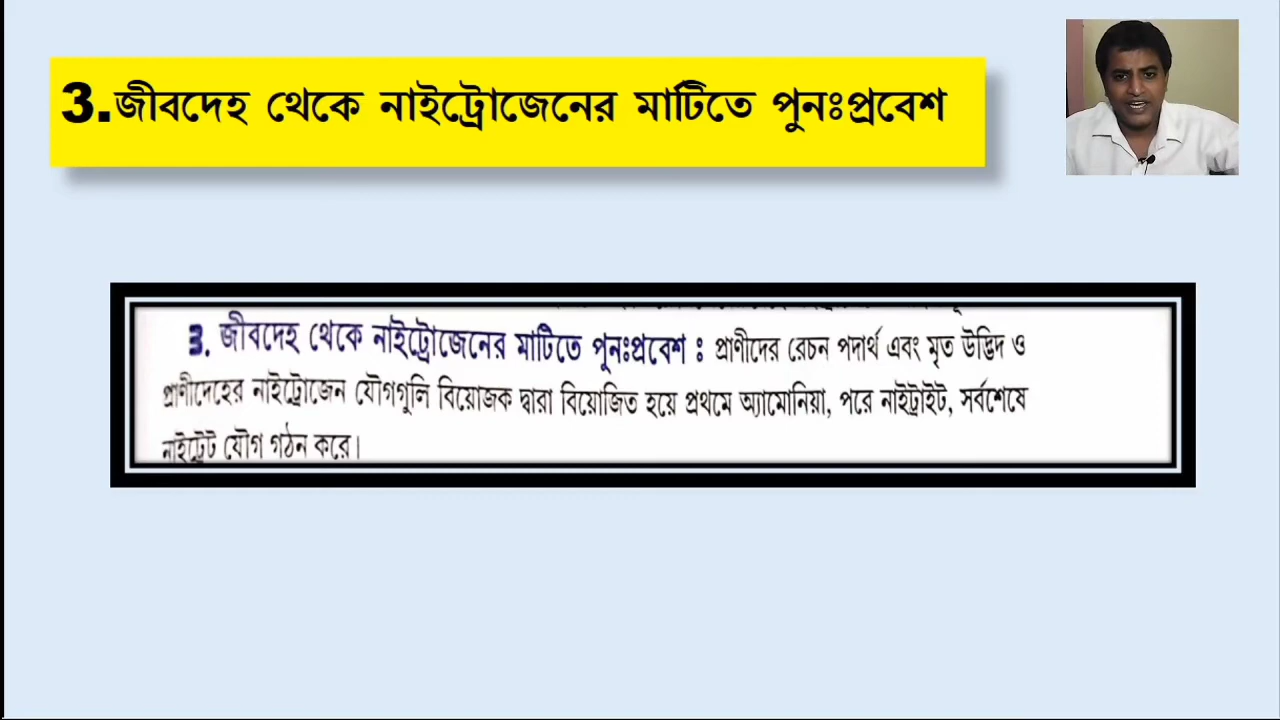 3.জীবদেহ থেকে নাইট্রোজেনের মাটিতে পুনঃপ্রবেশ
3. জীবদেহ থেকে নাইট্রোজেনের মাটিতে পুনঃপ্রবেশ : প্রাণীদের রেচন পদার্থ এবং মৃত উদ্ভিদ ও
প্রাণীদেহের নাইট্রোজেন যৌগগুলি বিয়োজক দ্বারা বিয়োজিত হয়ে প্রথমে অ্যামোনিয়া, পরে নাইট্রাইট, সর্বশেষে
নাইট্রেট যৌগ গঠন করে।